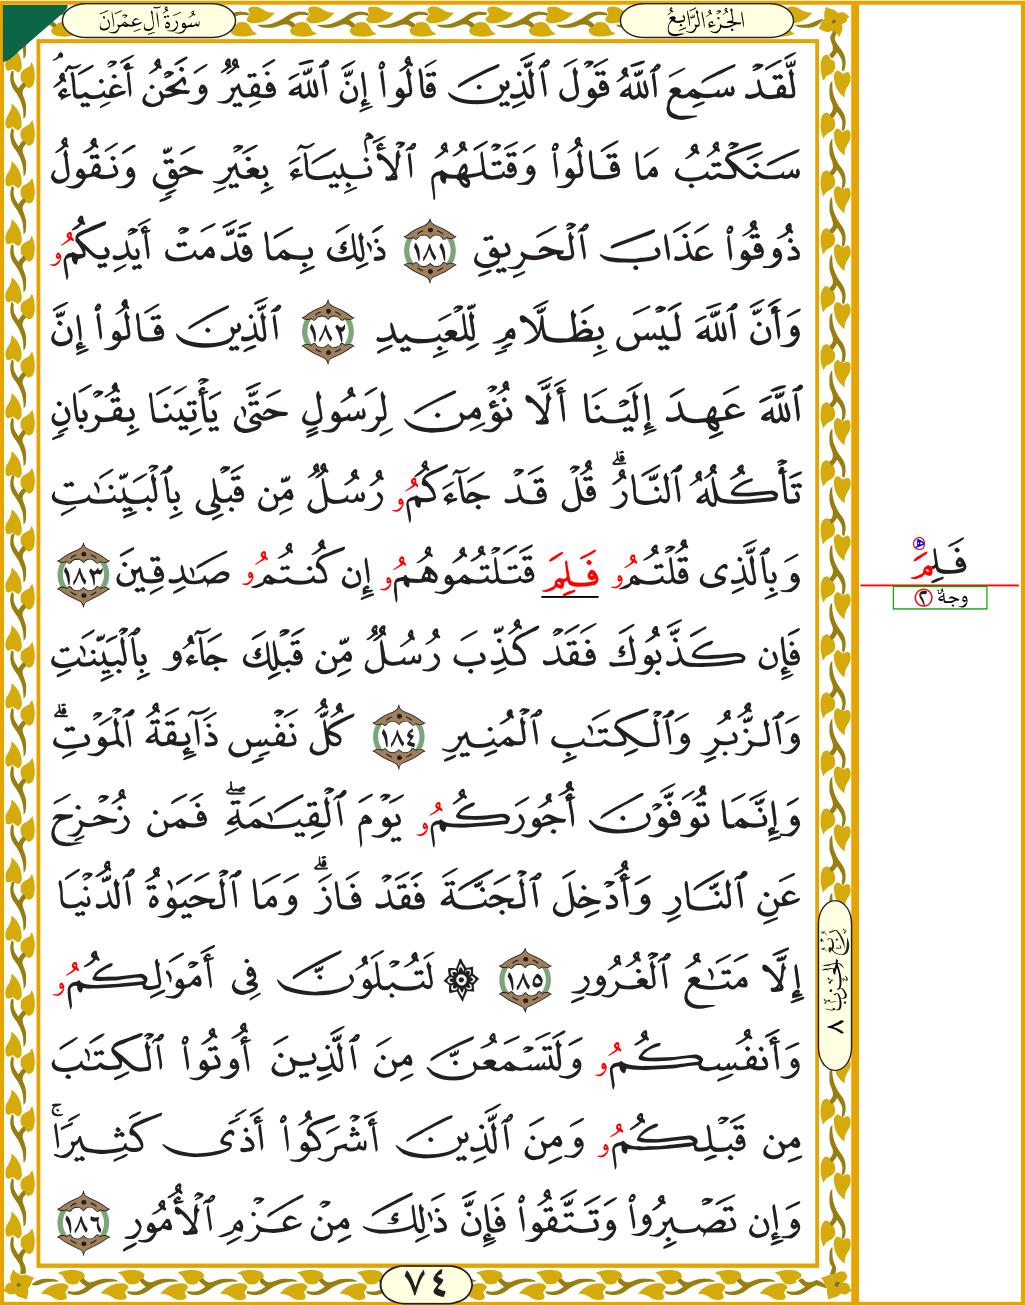 سُورَةُ آلِ عِمْرَانَ
الجُزْءُ الرَّابِعُ
لَّقَدْ سَمِعَ ٱللَّهُ قَوْلَ ٱلَّذِينَ قَالُوٓا۟ إِنَّ ٱللَّهَ فَقِيرٌ وَنَحْنُ أَغْنِيَآءُ
سَنَكْتُبُ مَا قَالُوا۟ وَقَتْلَهُمُ ٱلْأَنۢبِيَآءَ بِغَيْرِ حَقٍّ وَنَقُولُ
ذُوقُوا۟ عَذَابَ ٱلْحَرِيقِ ١٨١ ذَٰلِكَ بِمَا قَدَّمَتْ أَيْدِيكُمُو
وَأَنَّ ٱللَّهَ لَيْسَ بِظَلَّامٍ لِّلْعَبِيدِ ١٨٢ ٱلَّذِينَ قَالُوا۟ إِنَّ
ٱللَّهَ عَهِدَ إِلَيْنَا أَلَّا نُؤْمِنَ لِرَسُولٍ حَتَّىٰ يَأْتِيَنَا بِقُرْبَانٍ
تَأْكُلُهُ ٱلنَّارُ ۗ قُلْ قَدْ جَآءَكُمُو رُسُلٌ مِّن قَبْلِى بِٱلْبَيِّنَٰتِ
وَبِٱلَّذِى قُلْتُمُو فَلِمَ قَتَلْتُمُوهُمُو إِن كُنتُمُو صَٰدِقِينَ ١٨٣
فَإِن كَذَّبُوكَ فَقَدْ كُذِّبَ رُسُلٌ مِّن قَبْلِكَ جَآءُو بِٱلْبَيِّنَٰتِ
وَٱلزُّبُرِ وَٱلْكِتَٰبِ ٱلْمُنِيرِ ١٨٤ كُلُّ نَفْسٍ ذَآئِقَةُ ٱلْمَوْتِ ۗ
وَإِنَّمَا تُوَفَّوْنَ أُجُورَكُمُو يَوْمَ ٱلْقِيَٰمَةِ ۖ فَمَن زُحْزِحَ
عَنِ ٱلنَّارِ وَأُدْخِلَ ٱلْجَنَّةَ فَقَدْ فَازَ ۗ وَمَا ٱلْحَيَوٰةُ ٱلدُّنْيَا
إِلَّا مَتَٰعُ ٱلْغُرُورِ ١٨٥ ۞ لَتُبْلَوُنَّ فِى أَمْوَٰلِكُمُو
وَأَنفُسِكُمُو وَلَتَسْمَعُنَّ مِنَ ٱلَّذِينَ أُوتُوا۟ ٱلْكِتَٰبَ
مِن قَبْلِكُمُو وَمِنَ ٱلَّذِينَ أَشْرَكُوا۟ أَذًى كَثِيرًا ۚ
وَإِن تَصْبِرُوا۟ وَتَتَّقُوا۟ فَإِنَّ ذَٰلِكَ مِنْ عَزْمِ ٱلْأُمُورِ ١٨٦
٧٤
فَلِمَ هـ
وجهٌ ٢
رُبْعُ الحِزْبِ ٨